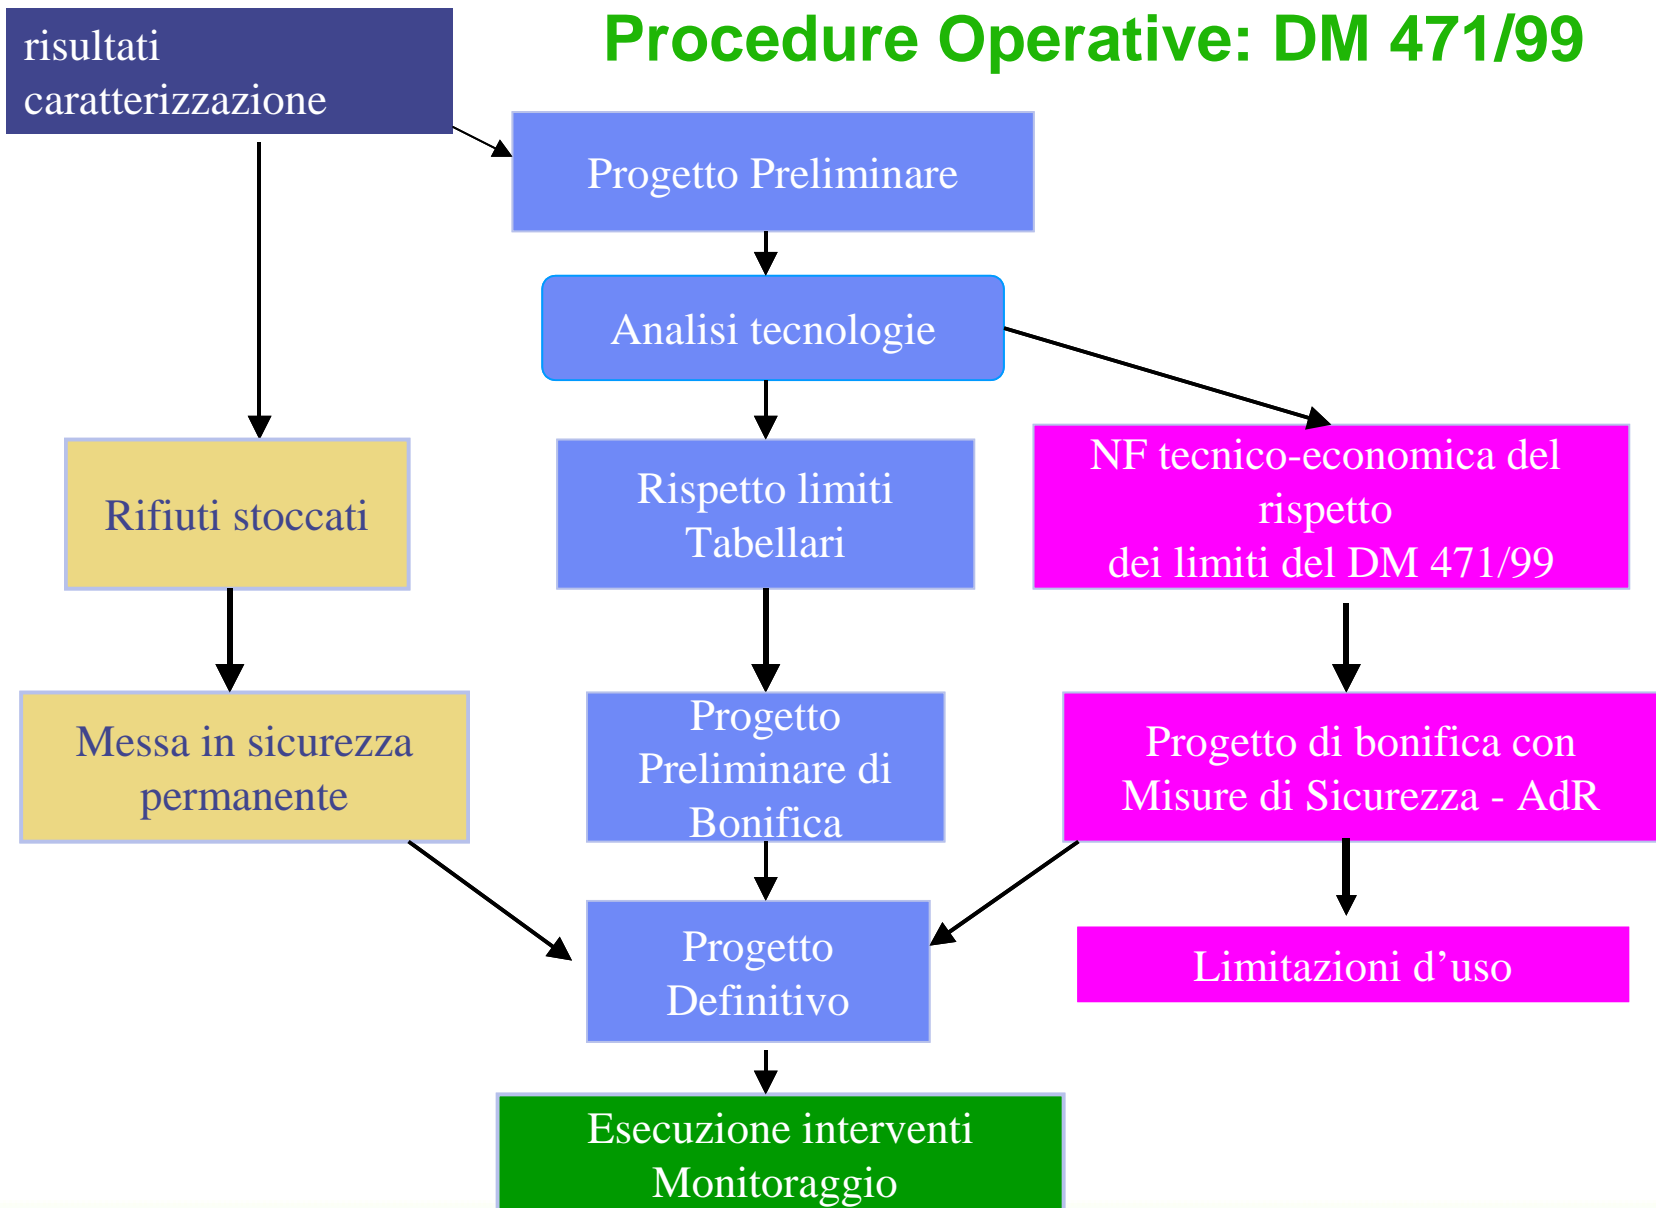 Procedure Operative: DM 471/99
risultati
caratterizzazione
Progetto Preliminare
Analisi tecnologie
Rifiuti stoccati
Rispetto limiti
Tabellari
NF tecnico-economica del
rispetto
dei limiti del DM 471/99
Messa in sicurezza
permanente
Progetto
Preliminare di
Bonifica
Progetto di bonifica con
Misure di Sicurezza - AdR
Progetto
Definitivo
Limitazioni d’uso
Esecuzione interventi
Monitoraggio